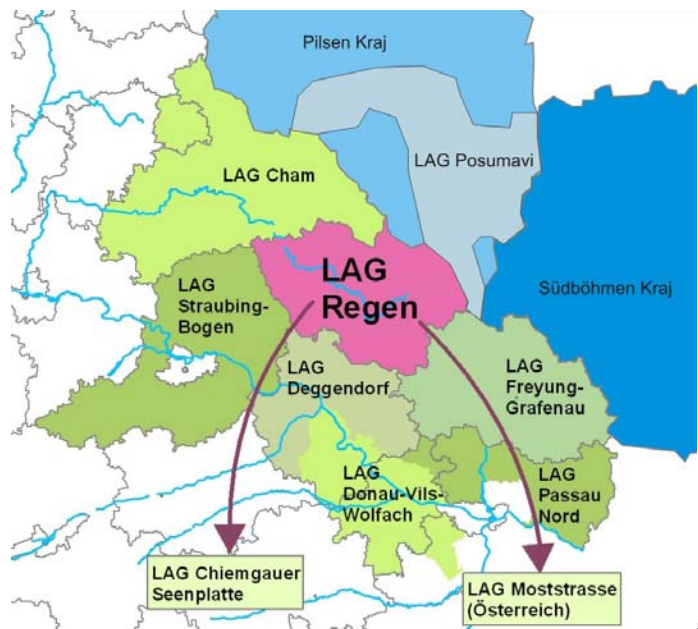 Pilsen Kraj
LAG Posumavi
LAG Cham
LAG
Regen
LAG
Straubing-
Bogen
Südböhmen Kraj
LAG
Deggendorf
LAG
Freyung-
Grafenau
LAG
Donau-Vils-
Wolfach
LAG
Passau
Nord
LAG Chiemgauer
Seenplatte
LAG Moststrasse
(Österreich)